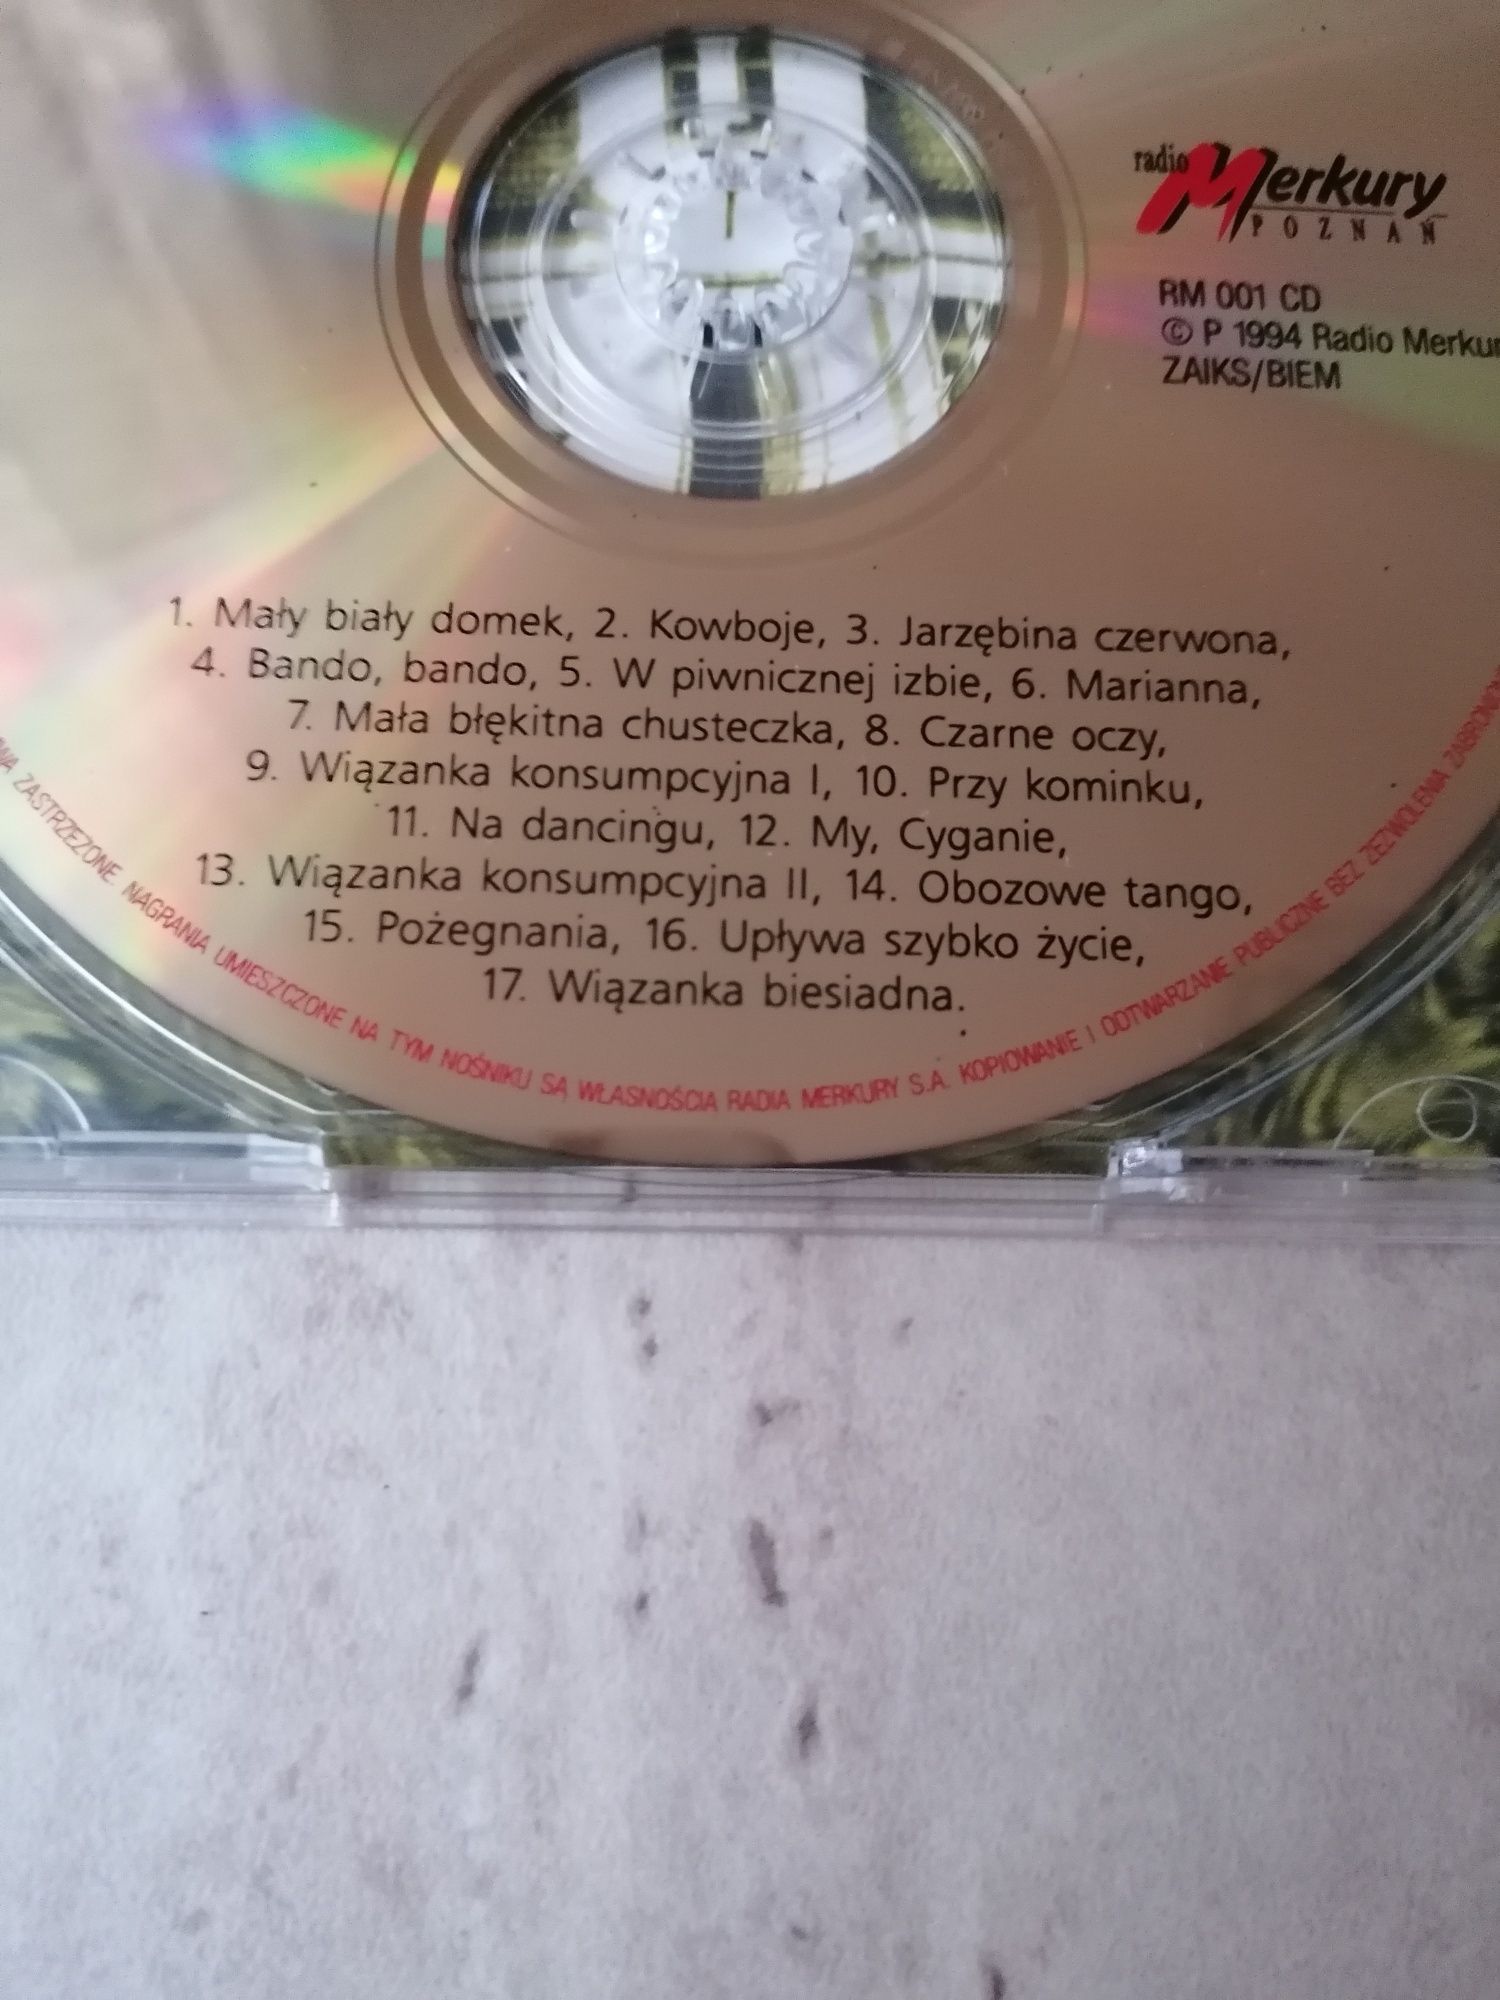 radio Merkury
POZNAŃ
RM 001 CD
© P 1994 Radio Merkur
ZAIKS/BIEM
1. Mały biały domek, 2. Kowboje, 3. Jarzębina czerwona,
4. Bando, bando, 5. W piwnicznej izbie, 6. Marianna,
7. Mała błękitna chusteczka, 8. Czarne oczy,
9. Wiązanka konsumpcyjna I, 10. Przy kominku,
11. Na dancingu, 12. My, Cyganie,
13. Wiązanka konsumpcyjna II, 14. Obozowe tango,
15. Pożegnania, 16. Upływa szybko życie,
17. Wiązanka biesiadna.
ZASTRZEŻONE. NAGRANIA UMIESZCZONE NA TYM NOŚNIKU SĄ WŁASNOŚCIĄ RADIA MERKURY S.A. KOPIOWANIE I ODTWARZANIE PUBLICZNE BEZ ZEZWOLENIA